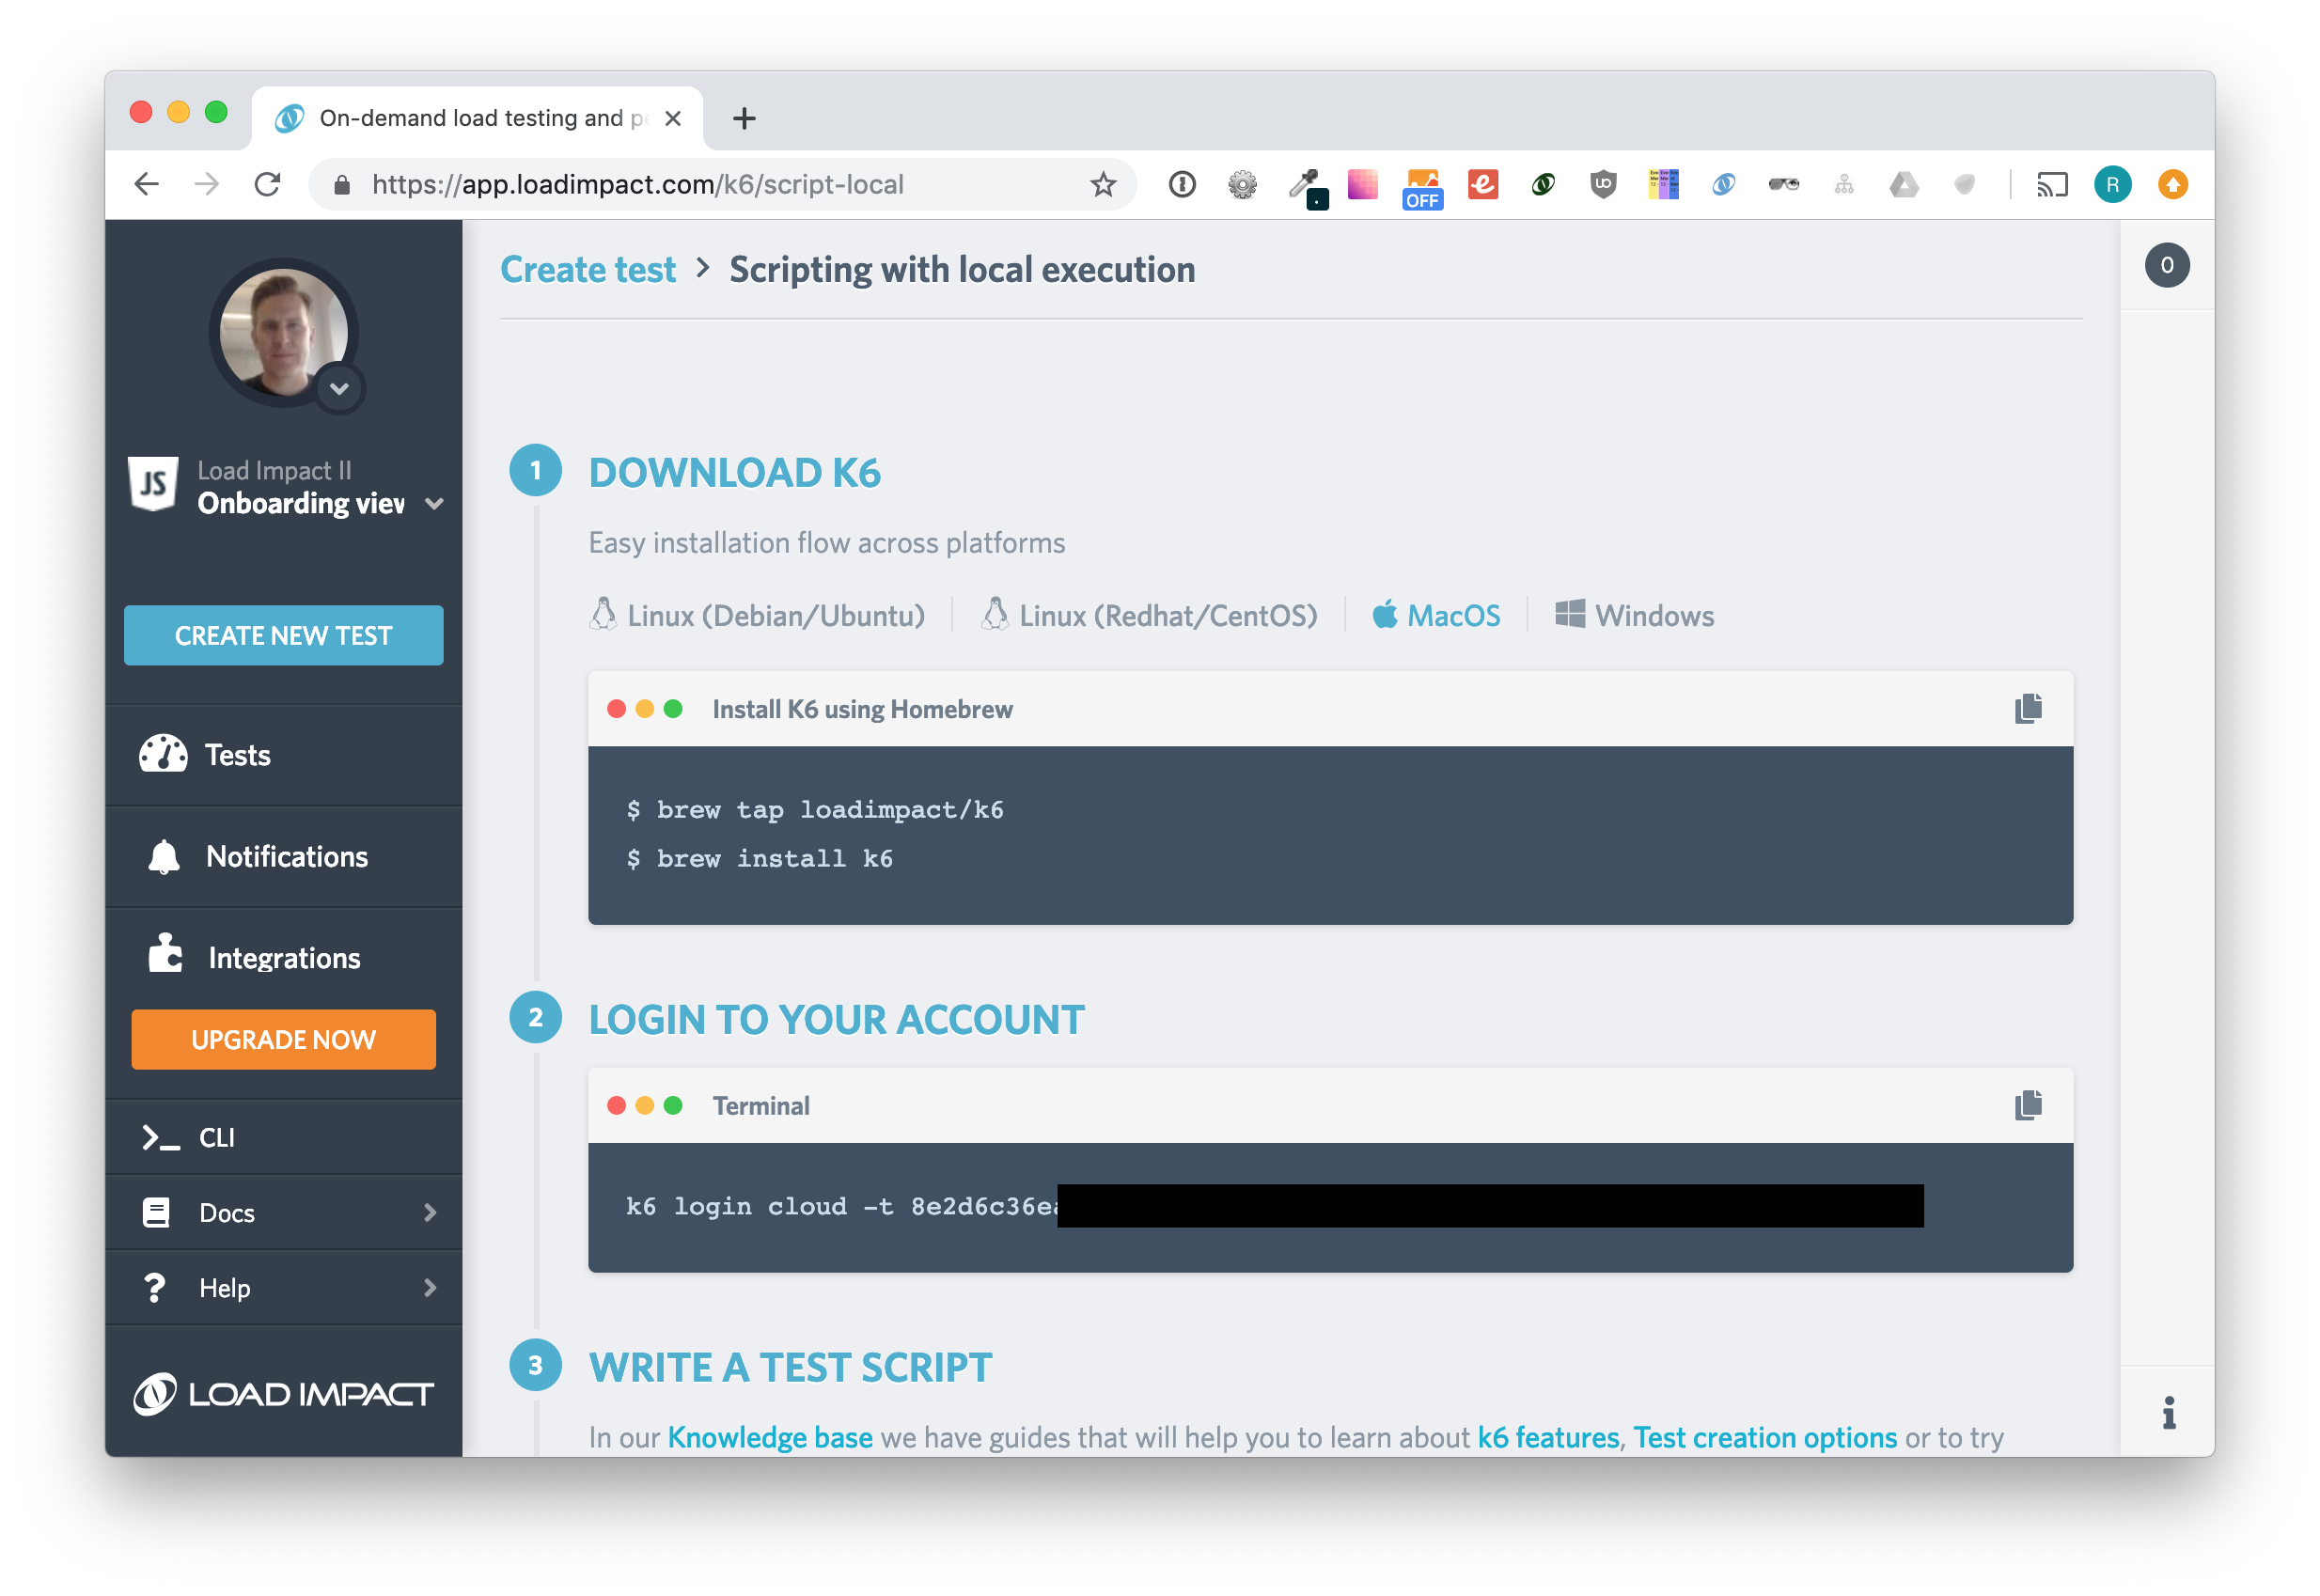 On-demand load testing and pe
https://app.loadimpact.com/k6/script-local
OFF
R
Load Impact II
JS
Onboarding view
CREATE NEW TEST
Tests
Notifications
Integrations
UPGRADE NOW
CLI
Docs
Help
LOAD IMPACT
Create test > Scripting with local execution
0
1 DOWNLOAD K6
Easy installation flow across platforms
Linux (Debian/Ubuntu) Linux (Redhat/CentOS) MacOS Windows
Install K6 using Homebrew
$ brew tap loadimpact/k6
$ brew install k6
2 LOGIN TO YOUR ACCOUNT
Terminal
k6 login cloud -t 8e2d6c36ea
3 WRITE A TEST SCRIPT
In our Knowledge base we have guides that will help you to learn about k6 features, Test creation options or to try